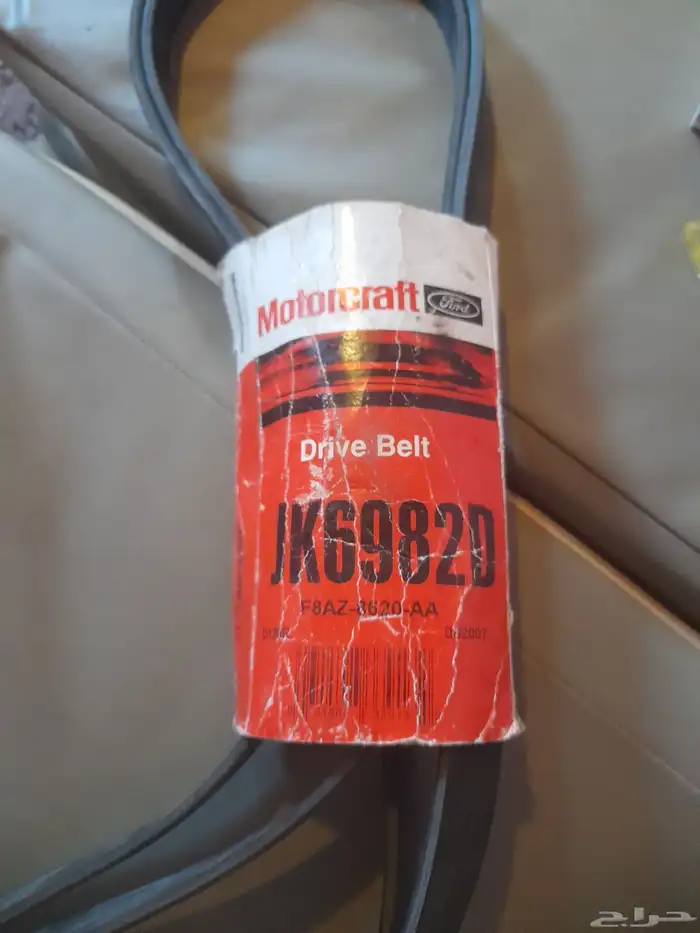 Motorcraft Ford
Drive Belt
JK6982D
F8AZ-8620-AA
حراج